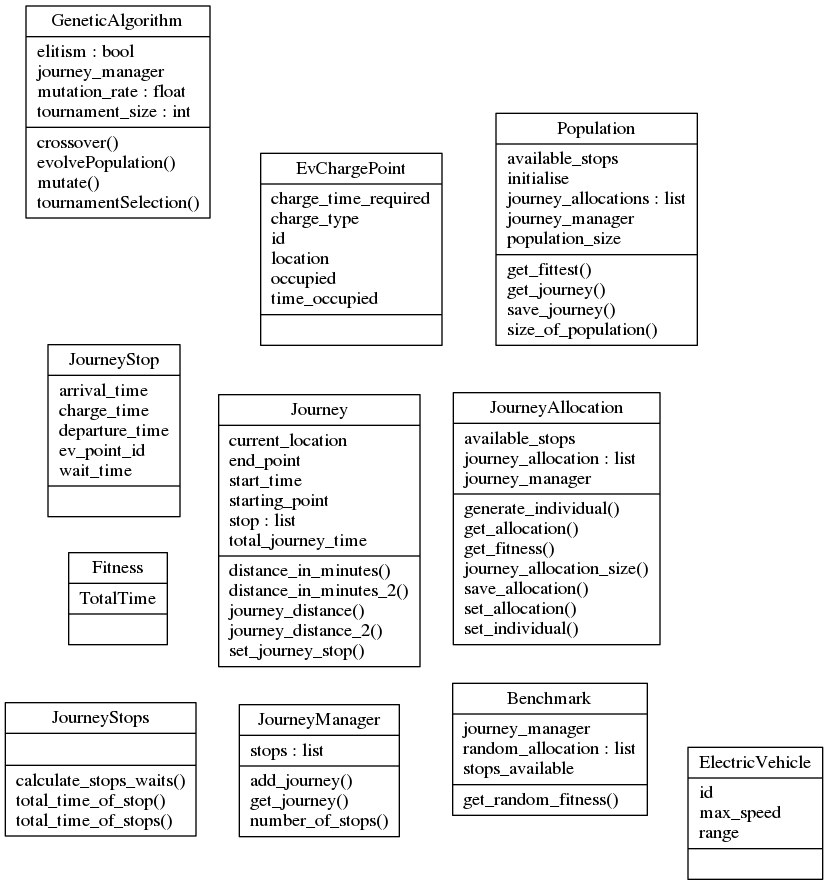 GeneticAlgorithm
elitism : bool
journey_manager
mutation_rate : float
tournament_size : int
crossover()
evolvePopulation()
mutate()
tournamentSelection()
EvChargePoint
charge_time_required
charge_type
id
location
occupied
time_occupied
Population
available_stops
initialise
journey_allocations : list
journey_manager
population_size
get_fittest()
get_journey()
save_journey()
size_of_population()
JourneyStop
arrival_time
charge_time
departure_time
ev_point_id
wait_time
Journey
current_location
end_point
start_time
starting_point
stop : list
total_journey_time
distance_in_minutes()
distance_in_minutes_2()
journey_distance()
journey_distance_2()
set_journey_stop()
JourneyAllocation
available_stops
journey_allocation : list
journey_manager
generate_individual()
get_allocation()
get_fitness()
journey_allocation_size()
save_allocation()
set_allocation()
set_individual()
Fitness
TotalTime
JourneyStops
calculate_stops_waits()
total_time_of_stop()
total_time_of_stops()
JourneyManager
stops : list
add_journey()
get_journey()
number_of_stops()
Benchmark
journey_manager
random_allocation : list
stops_available
get_random_fitness()
ElectricVehicle
id
max_speed
range